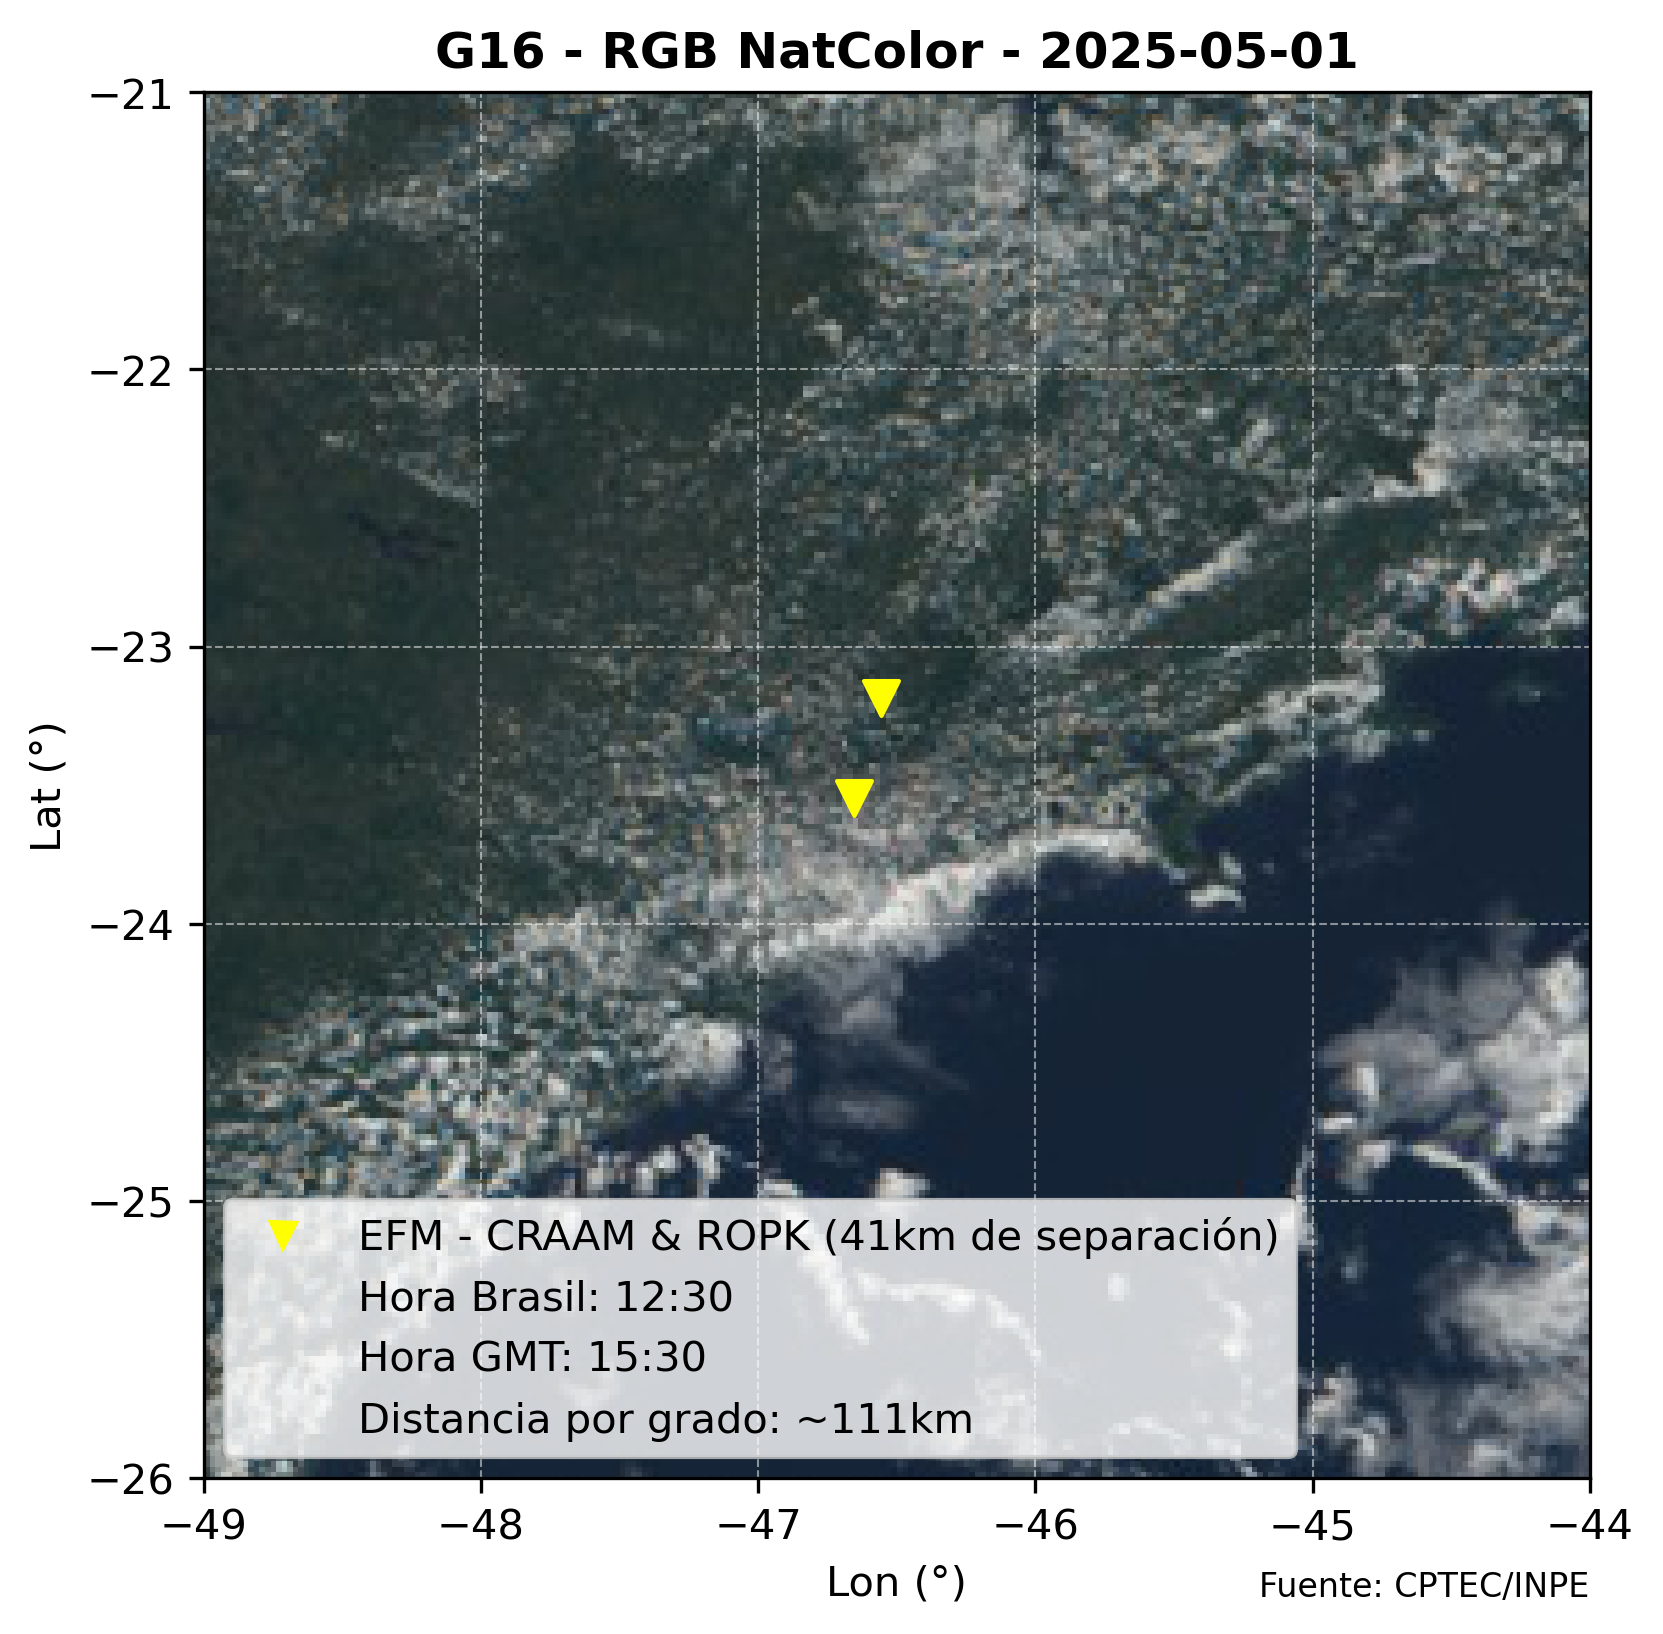 G16 - RGB NatColor - 2025-05-01
−21
−22
−23
−24
−25
−26
Lat (°)
EFM - CRAAM & ROPK (41km de separación)
Hora Brasil: 12:30
Hora GMT: 15:30
Distancia por grado: ~111km
−49 −48 −47 −46 −45 −44
Lon (°)
Fuente: CPTEC/INPE